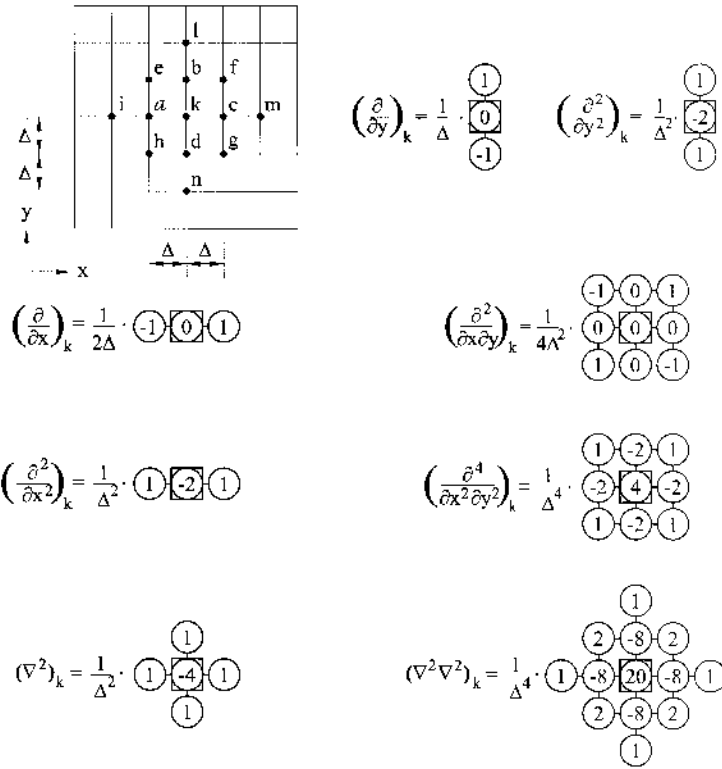 l
e b f
i a k c m
h d g
n
Δ
Δ
y
x
Δ Δ
(∂/∂y)k = 1/Δ · 1 0 -1
(∂²/∂y²)k = 1/Δ² · 1 -2 1
(∂/∂x)k = 1/2Δ · -1 0 1
(∂²/∂x∂y)k = 1/4Δ² ·
-1 0 1
0 0 0
1 0 -1
(∂²/∂x²)k = 1/Δ² · 1 -2 1
(∂⁴/∂x²∂y²)k = 1/Δ⁴ ·
1 -2 1
-2 4 -2
1 -2 1
(∇²)k = 1/Δ² ·
1
1 -4 1
1
(∇²∇²)k = 1/Δ⁴ ·
1
2 -8 2
1 -8 20 -8 1
2 -8 2
1